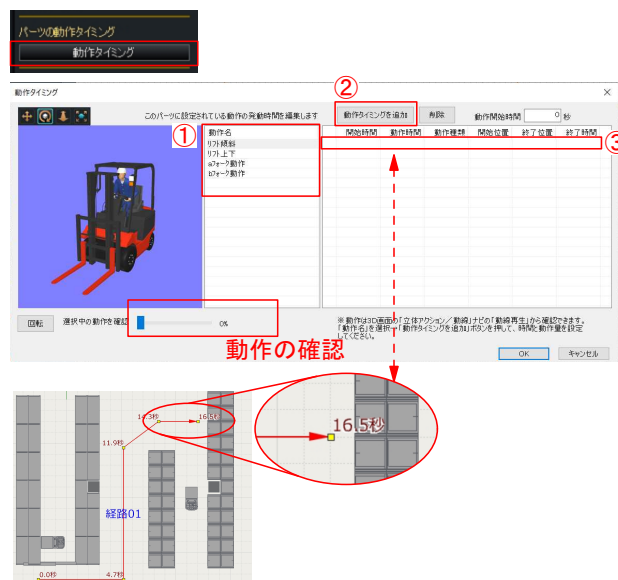 パーツの動作タイミング
動作タイミング
動作タイミング
②
このパーツに設定されている動作の発動時間を編集します
動作タイミングを追加
削除
動作開始時間
0
秒
①
動作名
リフト傾斜
リフト上下
aフォーク動作
bフォーク動作
開始時間
動作時間
動作種類
開始位置
終了位置
終了時間
③
回転
選択中の動作を確認
0%
動作の確認
※動作は3D画面の「立体アクション／動線」ナビの「動線再生」から確認できます。
「動作名」を選択→「動作タイミングを追加」ボタンを押して、時間と動作量を設定
してください。
OK
キャンセル
14.3秒
16.5秒
16.5秒
11.9秒
経路01
0.0秒
4.7秒